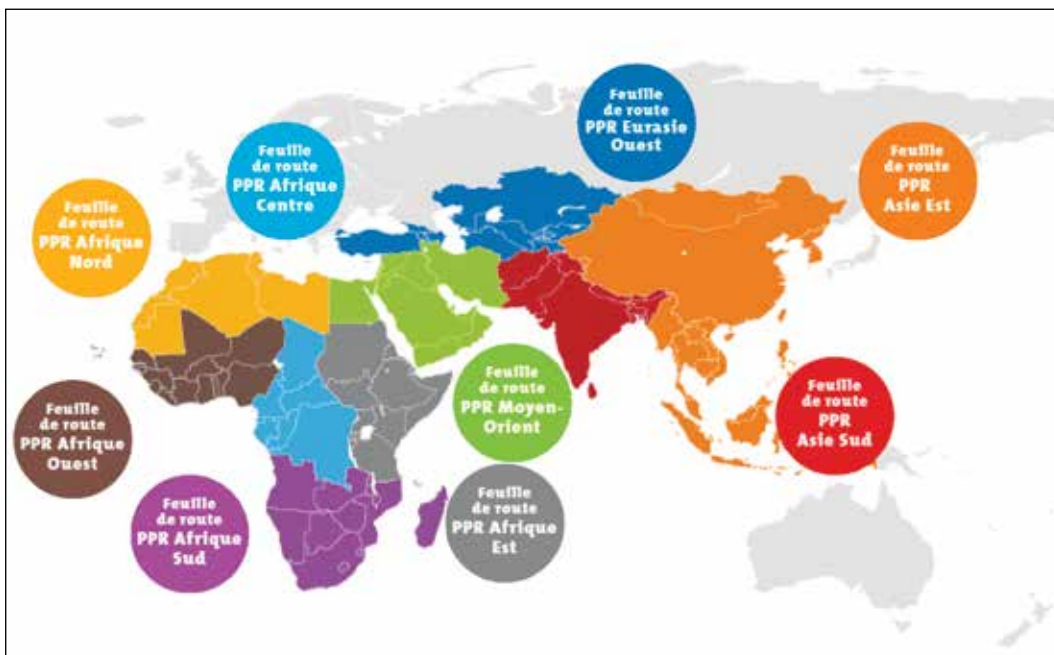 Feuille
de route
PPR Eurasie
Ouest
Feuille
de route
PPR Afrique
Centre
Feuille
de route
PPR
Asie Est
Feuille
de route
PPR Afrique
Nord
Feuille
de route
PPR Moyen-
Orient
Feuille
de route
PPR
Asie Sud
Feuille
de route
PPR Afrique
Ouest
Feuille
de route
PPR Afrique
Sud
Feuille
de route
PPR Afrique
Est